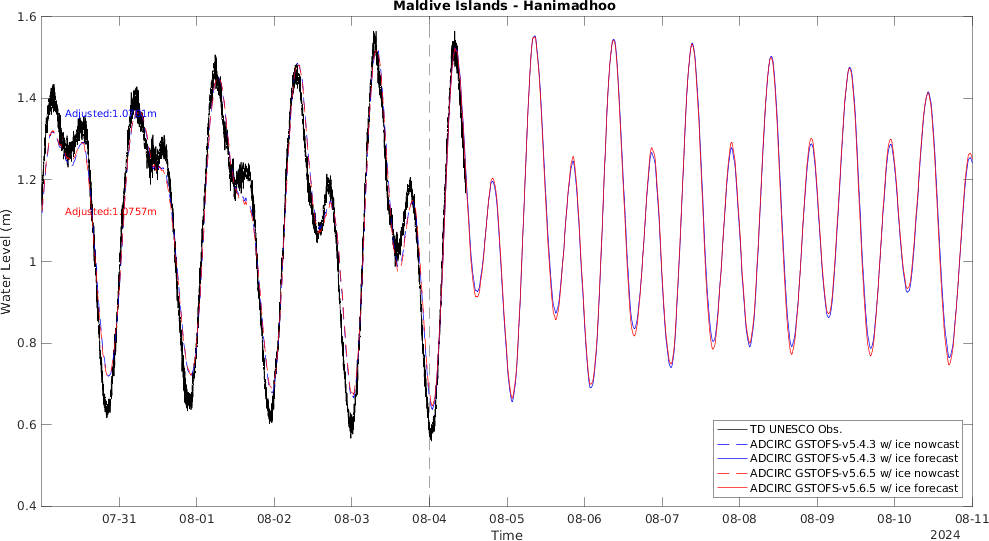 Maldive Islands - Hanimadhoo
Water Level (m)
1.6
1.4
1.2
1
0.8
0.6
0.4
Adjusted:1.0757m
07-31
08-01
08-02
08-03
08-04
08-05
08-06
08-07
08-08
08-09
08-10
08-11
Time
2024
TD UNESCO Obs.
ADCIRC GSTOFS-v5.4.3 w/ ice nowcast
ADCIRC GSTOFS-v5.4.3 w/ ice forecast
ADCIRC GSTOFS-v5.6.5 w/ ice nowcast
ADCIRC GSTOFS-v5.6.5 w/ ice forecast